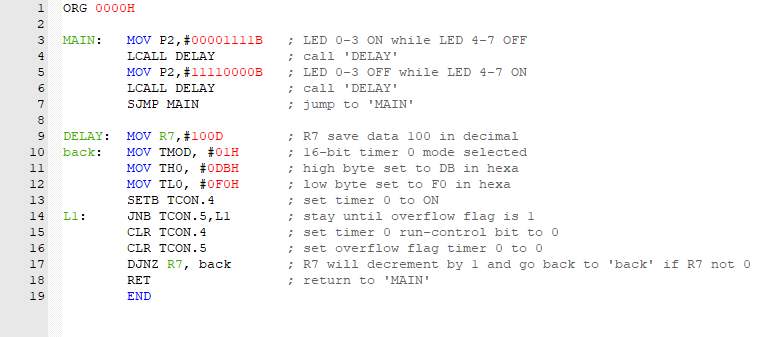 1 ORG 0000H
2
3 MAIN: MOV P2,#00001111B ; LED 0-3 ON while LED 4-7 OFF
4 LCALL DELAY ; call 'DELAY'
5 MOV P2,#11110000B ; LED 0-3 OFF while LED 4-7 ON
6 LCALL DELAY ; call 'DELAY'
7 SJMP MAIN ; jump to 'MAIN'
8
9 DELAY: MOV R7,#100D ; R7 save data 100 in decimal
10 back: MOV TMOD, #01H ; 16-bit timer 0 mode selected
11 MOV TH0, #0DBH ; high byte set to DB in hexa
12 MOV TL0, #0F0H ; low byte set to F0 in hexa
13 SETB TCON.4 ; set timer 0 to ON
14 L1: JNB TCON.5,L1 ; stay until overflow flag is 1
15 CLR TCON.4 ; set timer 0 run-control bit to 0
16 CLR TCON.5 ; set overflow flag timer 0 to 0
17 DJNZ R7, back ; R7 will decrement by 1 and go back to 'back' if R7 not 0
18 RET ; return to 'MAIN'
19 END